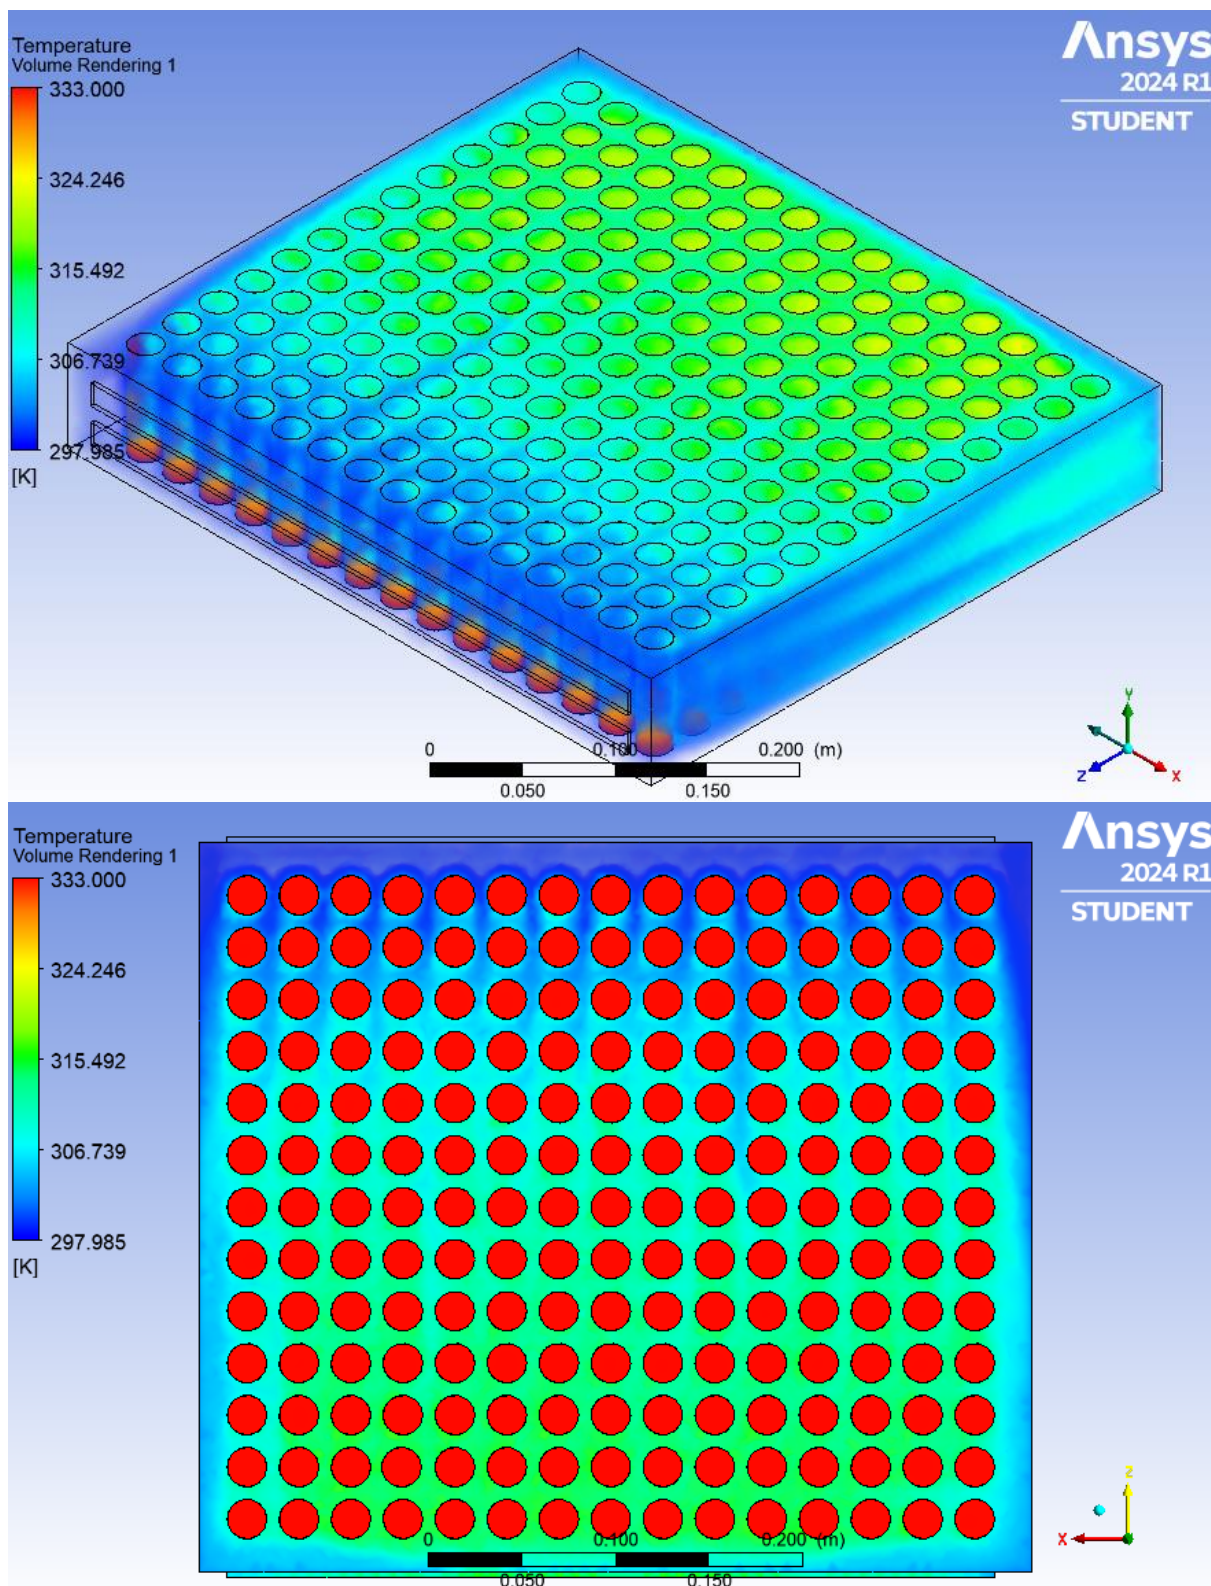 Temperature
Volume Rendering 1
333.000
324.246
315.492
306.739
297.985
[K]
Ansys
2024 R1
STUDENT
0 0.100 0.200 (m)
0.050 0.150
Y
Z X
Temperature
Volume Rendering 1
333.000
324.246
315.492
306.739
297.985
[K]
Ansys
2024 R1
STUDENT
Z
X
0 0.100 0.200 (m)
0.050 0.150